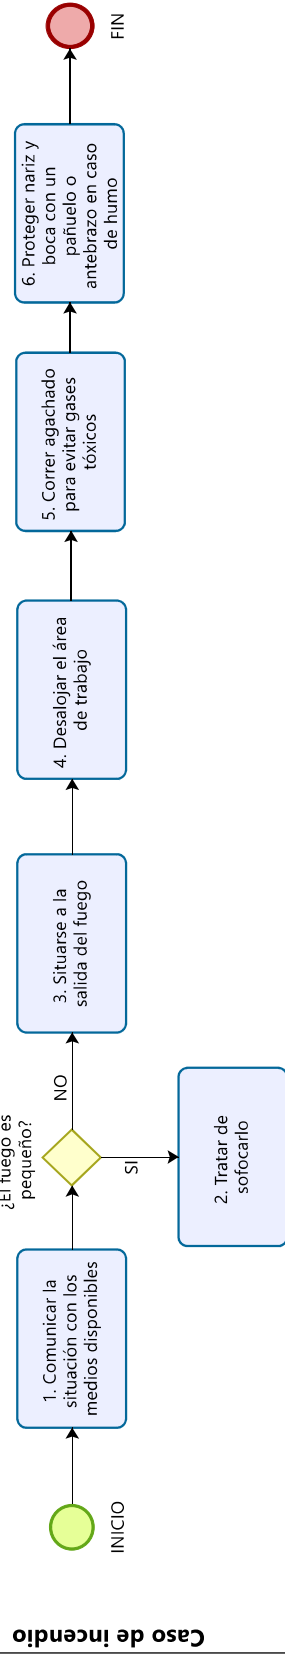 Caso de incendio
INICIO
1. Comunicar la
situación con los
medios disponibles
¿El fuego es
pequeño?
SI
2. Tratar de
sofocarlo
NO
3. Situarse a la
salida del fuego
4. Desalojar el área
de trabajo
5. Correr agachado
para evitar gases
tóxicos
6. Proteger nariz y
boca con un
pañuelo o
antebrazo en caso
de humo
FIN